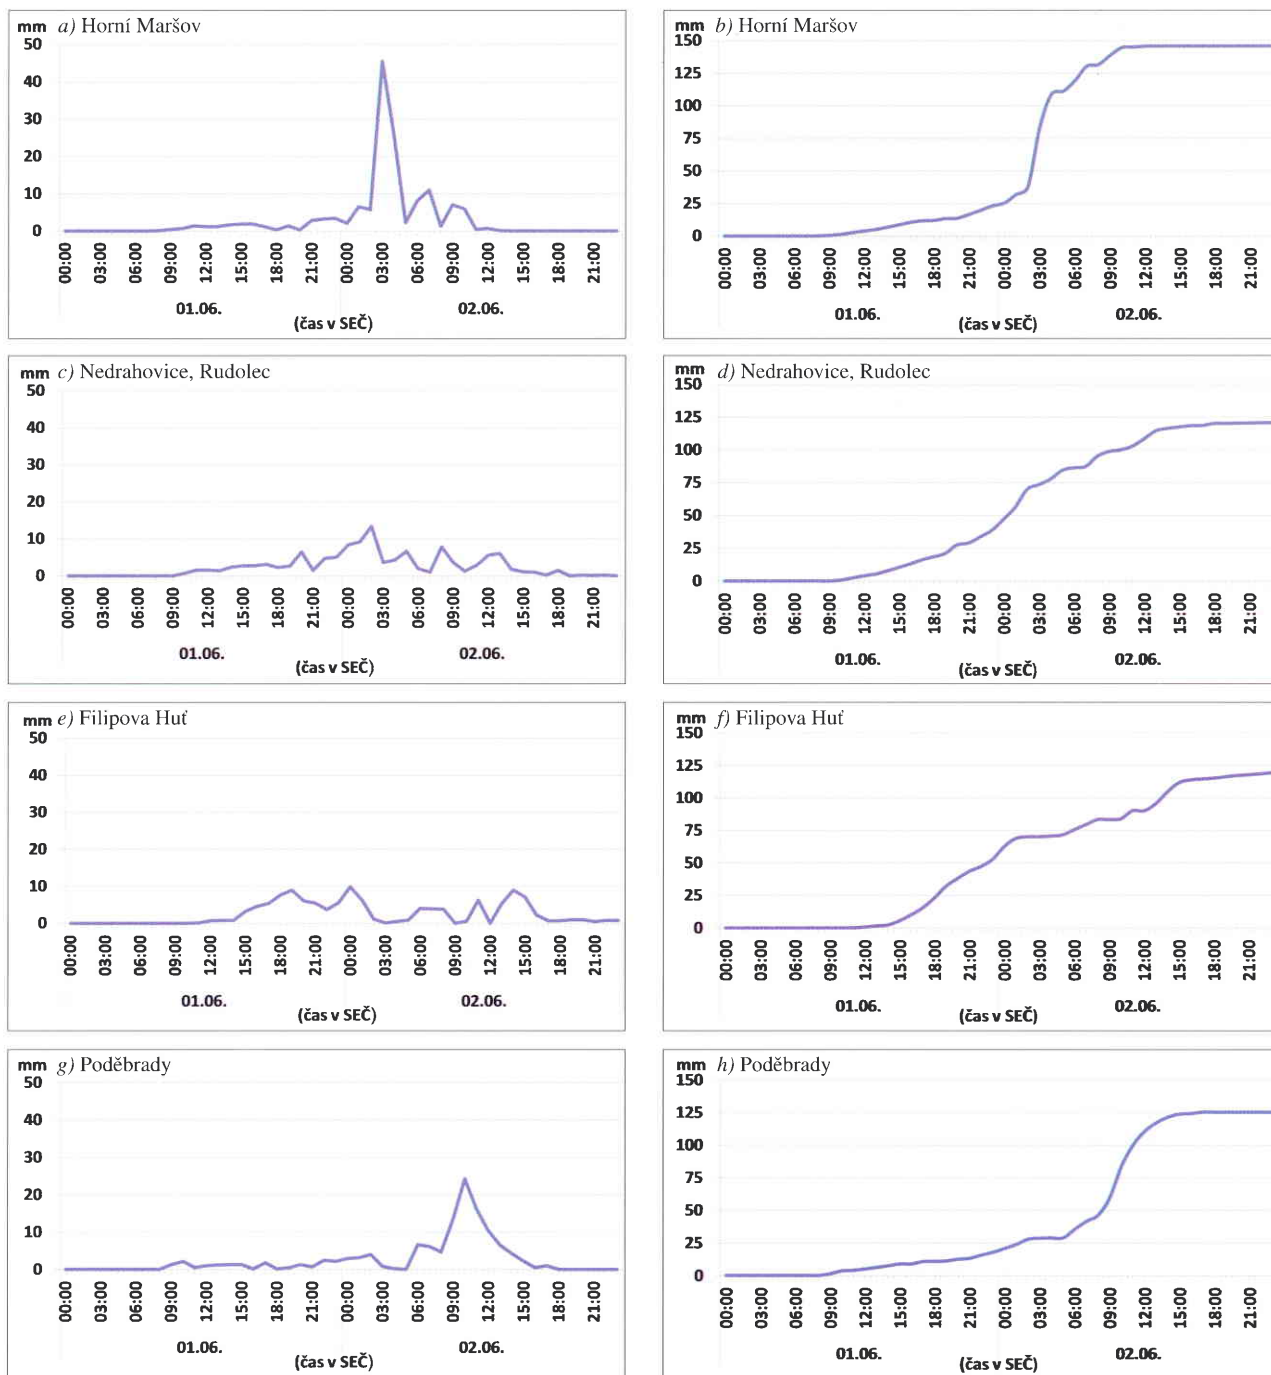 mm a) Horní Maršov
50
40
30
20
10
0
00:00 03:00 06:00 09:00 12:00 15:00 18:00 21:00 00:00 03:00 06:00 09:00 12:00 15:00 18:00 21:00
01.06. 02.06.
(čas v SEČ)
mm b) Horní Maršov
150
125
100
75
50
25
0
00:00 03:00 06:00 09:00 12:00 15:00 18:00 21:00 00:00 03:00 06:00 09:00 12:00 15:00 18:00 21:00
01.06. 02.06.
(čas v SEČ)
mm c) Nedrahovice, Rudolec
50
40
30
20
10
0
00:00 03:00 06:00 09:00 12:00 15:00 18:00 21:00 00:00 03:00 06:00 09:00 12:00 15:00 18:00 21:00
01.06. 02.06.
(čas v SEČ)
mm d) Nedrahovice, Rudolec
150
125
100
75
50
25
0
00:00 03:00 06:00 09:00 12:00 15:00 18:00 21:00 00:00 03:00 06:00 09:00 12:00 15:00 18:00 21:00
01.06. 02.06.
(čas v SEČ)
mm e) Filipova Huť
50
40
30
20
10
0
00:00 03:00 06:00 09:00 12:00 15:00 18:00 21:00 00:00 03:00 06:00 09:00 12:00 15:00 18:00 21:00
01.06. 02.06.
(čas v SEČ)
mm f) Filipova Huť
150
125
100
75
50
25
0
00:00 03:00 06:00 09:00 12:00 15:00 18:00 21:00 00:00 03:00 06:00 09:00 12:00 15:00 18:00 21:00
01.06. 02.06.
(čas v SEČ)
mm g) Poděbrady
50
40
30
20
10
0
00:00 03:00 06:00 09:00 12:00 15:00 18:00 21:00 00:00 03:00 06:00 09:00 12:00 15:00 18:00 21:00
01.06. 02.06.
(čas v SEČ)
mm h) Poděbrady
150
125
100
75
50
25
0
00:00 03:00 06:00 09:00 12:00 15:00 18:00 21:00 00:00 03:00 06:00 09:00 12:00 15:00 18:00 21:00
01.06. 02.06.
(čas v SEČ)